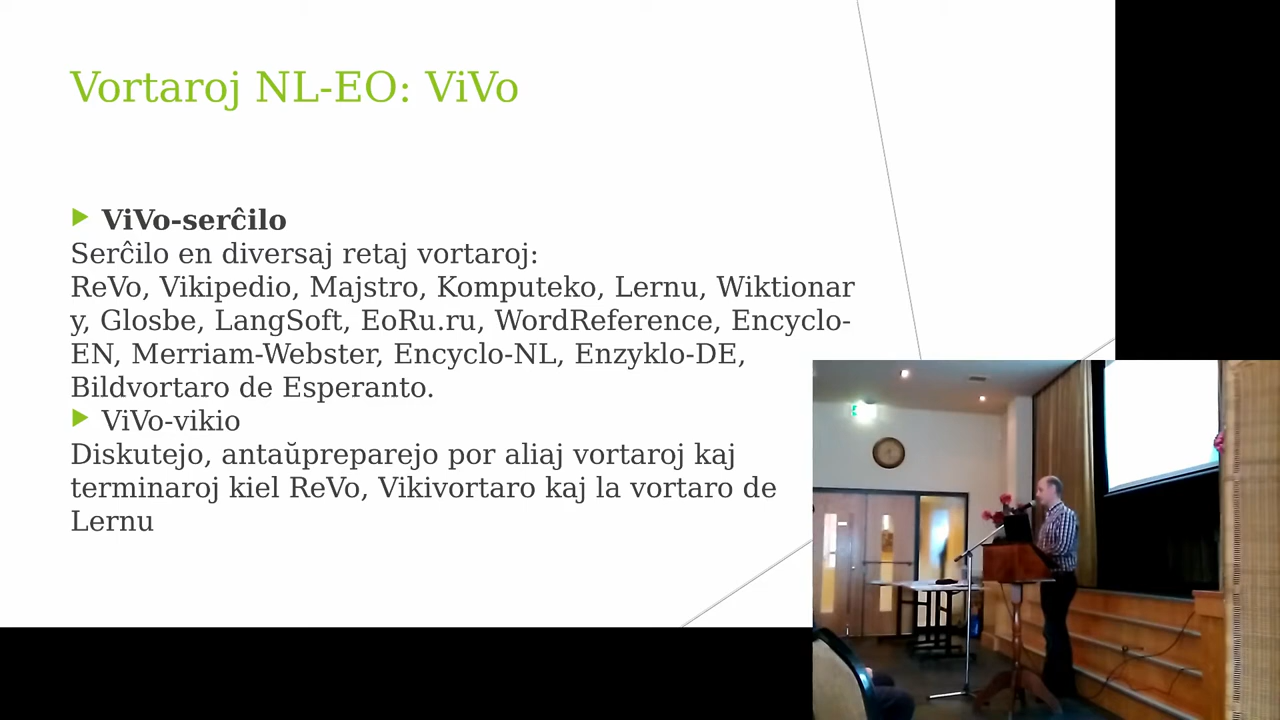 Vortaroj NL-EO: ViVo
ViVo-serĉilo
Serĉilo en diversaj retaj vortaroj:
ReVo, Vikipedio, Majstro, Komputeko, Lernu, Wiktionar
y, Glosbe, LangSoft, EoRu.ru, WordReference, Encyclo-
EN, Merriam-Webster, Encyclo-NL, Enzyklo-DE,
Bildvortaro de Esperanto.
ViVo-vikio
Diskutejo, antaŭpreparejo por aliaj vortaroj kaj
terminaroj kiel ReVo, Vikivortaro kaj la vortaro de
Lernu